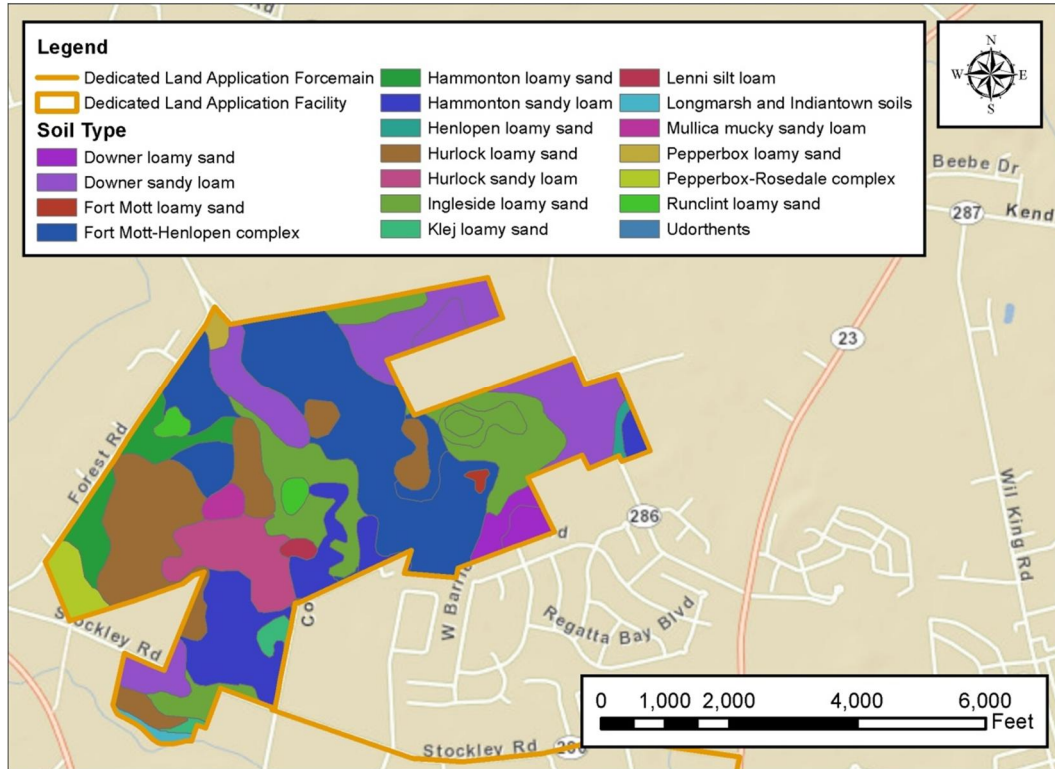 Rd
Legend
Dedicated Land Application Forcemain
Dedicated Land Application Facility
Soil Type
Downer loamy sand
Downer sandy loam
Fort Mott loamy sand
Fort Mott-Henlopen complex
Hammonton loamy sand
Hammonton sandy loam
Henlopen loamy sand
Hurlock loamy sand
Hurlock sandy loam
Ingleside loamy sand
Klej loamy sand
Lenni silt loam
Longmarsh and Indiantown soils
Mullica mucky sandy loam
Pepperbox loamy sand
Pepperbox-Rosedale complex
Runclint loamy sand
Udorthents
N
W E
S
Beebe Dr
287 Kend
23
Forest Rd
Wil King Rd
286
d
W Barri
Regatta Bay Blvd
Co
Stockley Rd
0 1,000 2,000 4,000 6,000
Feet
Stockley Rd